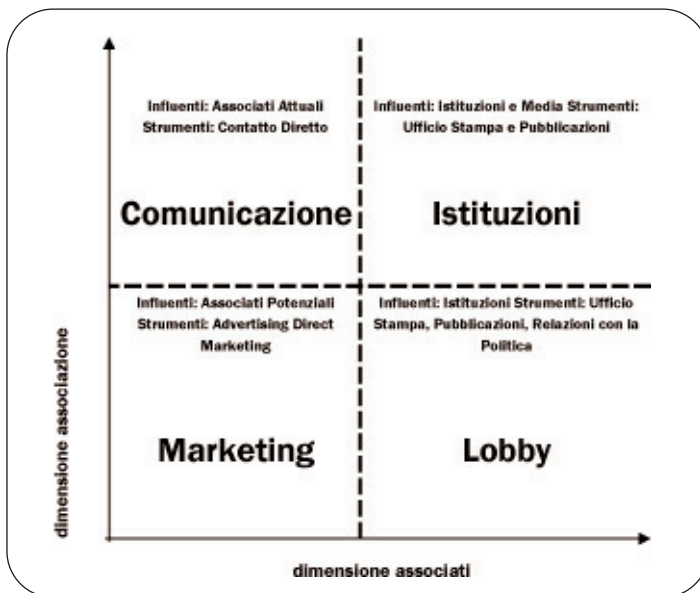 Influenti: Associati Attuali
Strumenti: Contatto Diretto
Comunicazione
Influenti: Istituzioni e Media Strumenti:
Ufficio Stampa e Pubblicazioni
Istituzioni
Influenti: Associati Potenziali
Strumenti: Advertising Direct
Marketing
Marketing
Influenti: Istituzioni Strumenti: Ufficio
Stampa, Pubblicazioni, Relazioni con la
Politica
Lobby
dimensione associazione
dimensione associati